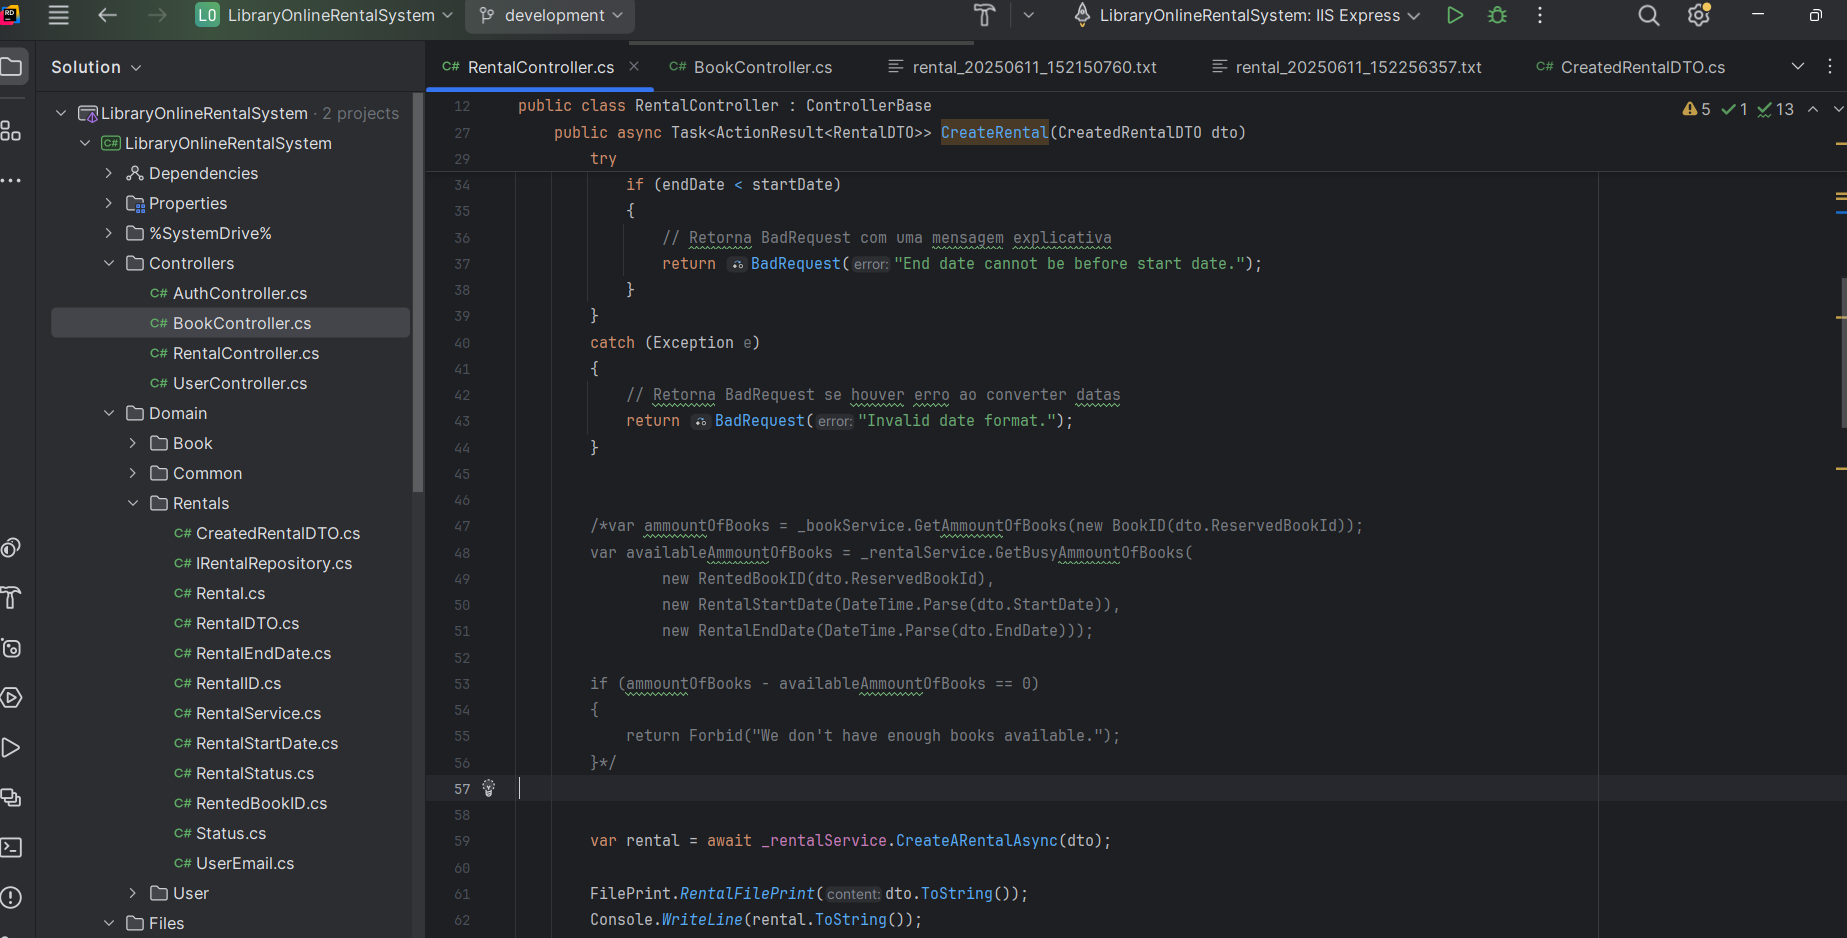 LO LibraryOnlineRentalSystem development LibraryOnlineRentalSystem: IIS Express
Solution
LibraryOnlineRentalSystem · 2 projects
C# LibraryOnlineRentalSystem
Dependencies
Properties
%SystemDrive%
Controllers
C# AuthController.cs
C# BookController.cs
C# RentalController.cs
C# UserController.cs
Domain
Book
Common
Rentals
C# CreatedRentalDTO.cs
C# IRentalRepository.cs
C# Rental.cs
C# RentalDTO.cs
C# RentalEndDate.cs
C# RentalID.cs
C# RentalService.cs
C# RentalStartDate.cs
C# RentalStatus.cs
C# RentedBookID.cs
C# Status.cs
C# UserEmail.cs
User
Files
C# RentalController.cs C# BookController.cs rental_20250611_152150760.txt rental_20250611_152256357.txt C# CreatedRentalDTO.cs
5 1 13
12 public class RentalController : ControllerBase
27 public async Task<ActionResult<RentalDTO>> CreateRental(CreatedRentalDTO dto)
29 try
34 if (endDate < startDate)
35 {
36 // Retorna BadRequest com uma mensagem explicativa
37 return BadRequest(error: "End date cannot be before start date.");
38 }
39 }
40 catch (Exception e)
41 {
42 // Retorna BadRequest se houver erro ao converter datas
43 return BadRequest(error: "Invalid date format.");
44 }
45
46
47 /*var ammountOfBooks = _bookService.GetAmmountOfBooks(new BookID(dto.ReservedBookId));
48 var availableAmmountOfBooks = _rentalService.GetBusyAmmountOfBooks(
49 new RentedBookID(dto.ReservedBookId),
50 new RentalStartDate(DateTime.Parse(dto.StartDate)),
51 new RentalEndDate(DateTime.Parse(dto.EndDate)));
52
53 if (ammountOfBooks - availableAmmountOfBooks == 0)
54 {
55 return Forbid("We don't have enough books available.");
56 }*/
57
58
59 var rental = await _rentalService.CreateARentalAsync(dto);
60
61 FilePrint.RentalFilePrint(content: dto.ToString());
62 Console.WriteLine(rental.ToString());